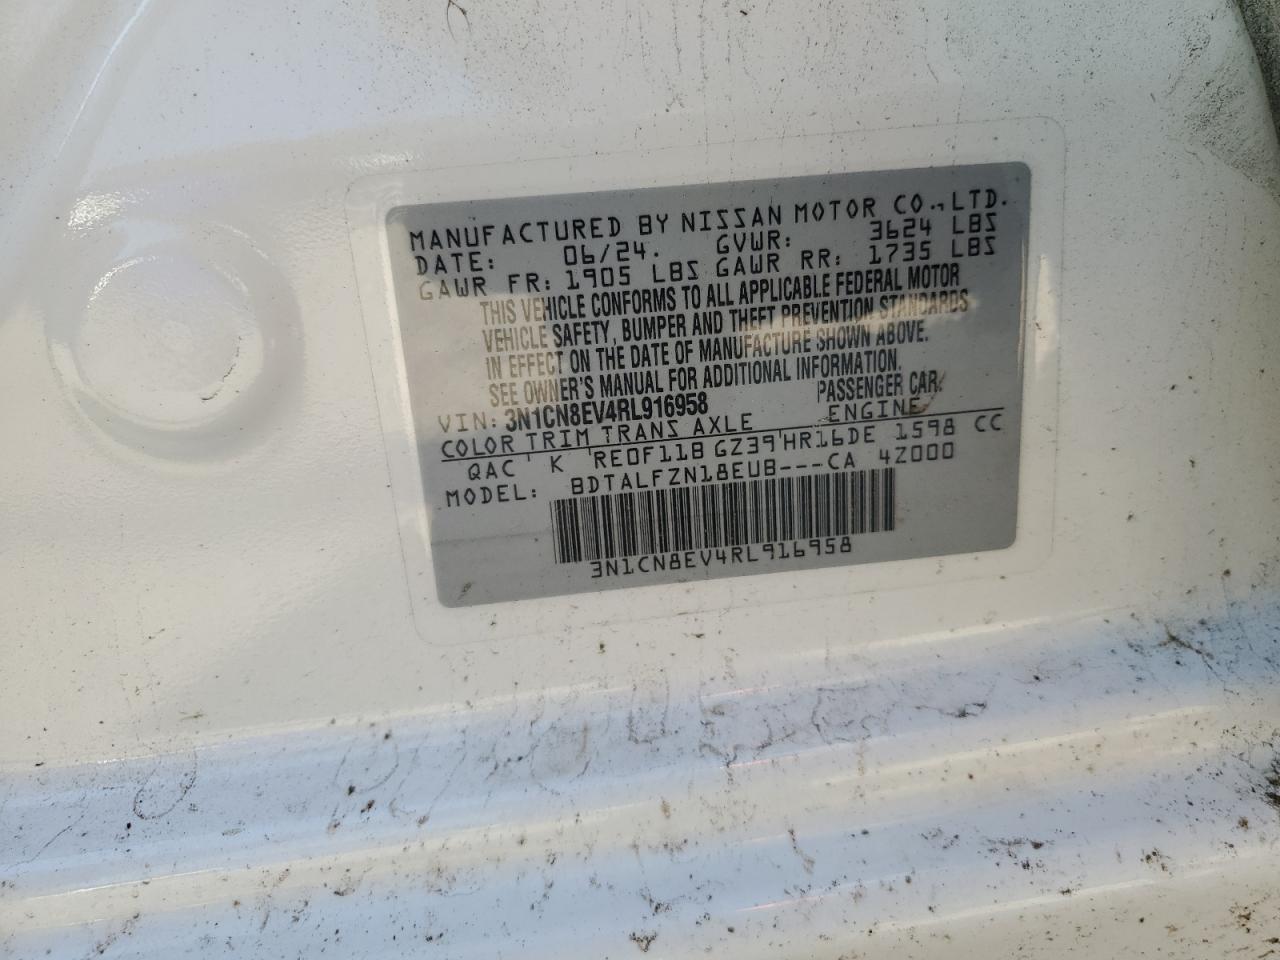 MANUFACTURED BY NISSAN MOTOR CO.,LTD.
DATE: 06/24. GVWR: 3624 LBS
GAWR FR: 1905 LBS GAWR RR: 1735 LBS
THIS VEHICLE CONFORMS TO ALL APPLICABLE FEDERAL MOTOR
VEHICLE SAFETY, BUMPER AND THEFT PREVENTION STANDARDS
IN EFFECT ON THE DATE OF MANUFACTURE SHOWN ABOVE.
SEE OWNER'S MANUAL FOR ADDITIONAL INFORMATION.
VIN: 3N1CN8EV4RL916958 PASSENGER CAR
COLOR TRIM TRANS AXLE ENGINE
QAC K RE0F11B GZ39 HR16DE 1598 CC
MODEL: BDTALFZN18EUB---CA 4Z000
3N1CN8EV4RL916958